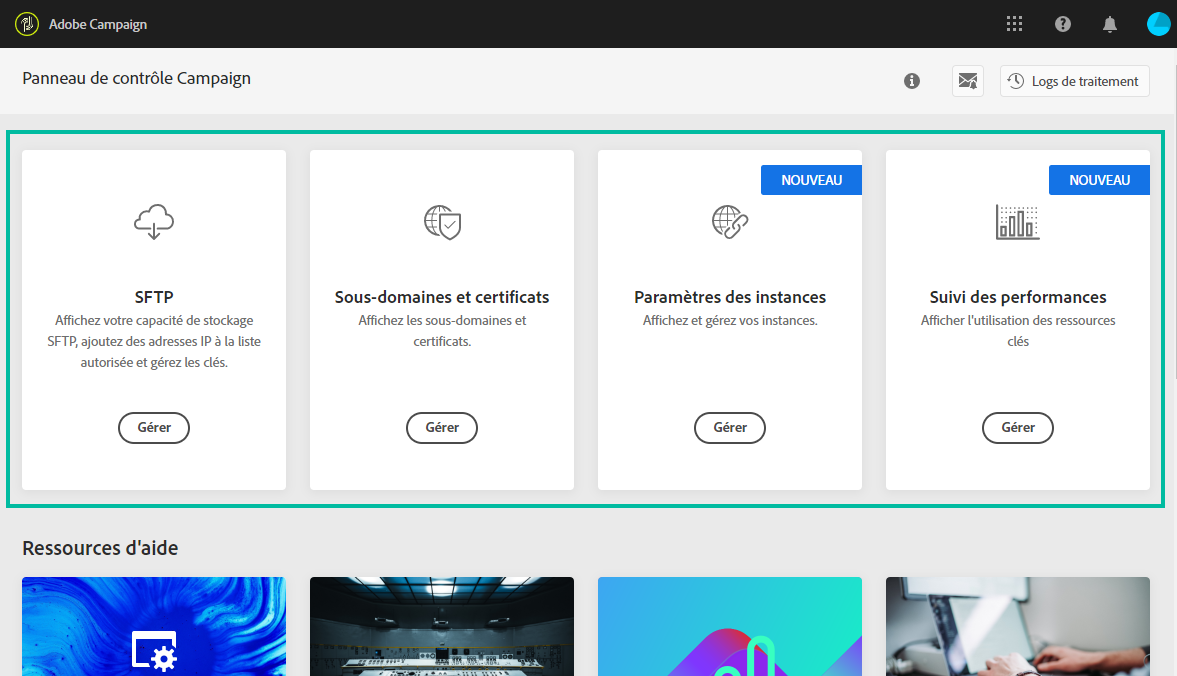 Adobe Campaign
Panneau de contrôle Campaign
Logs de traitement
SFTP
Affichez votre capacité de stockage
SFTP, ajoutez des adresses IP à la liste
autorisée et gérez les clés.
Gérer
Sous-domaines et certificats
Affichez les sous-domaines et
certificats.
Gérer
NOUVEAU
Paramètres des instances
Affichez et gérez vos instances.
Gérer
NOUVEAU
Suivi des performances
Afficher l'utilisation des ressources
clés
Gérer
Ressources d'aide